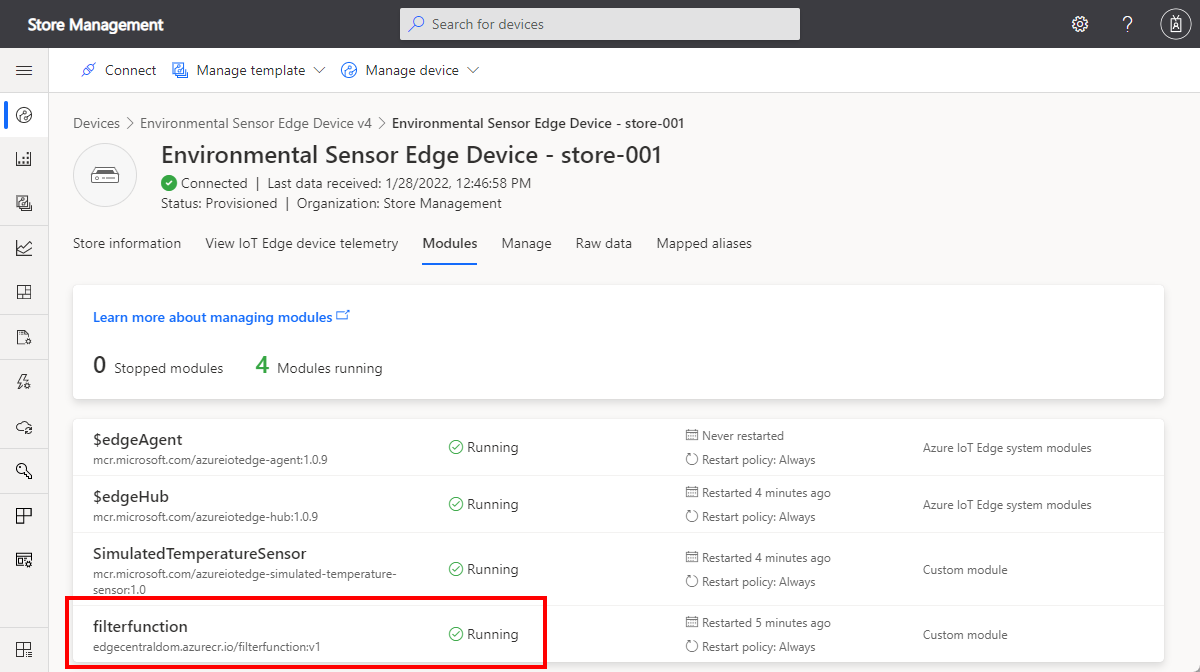 Store Management
Search for devices
?
Connect
Manage template
Manage device
Devices > Environmental Sensor Edge Device v4 > Environmental Sensor Edge Device - store-001
Environmental Sensor Edge Device - store-001
Connected | Last data received: 1/28/2022, 12:46:58 PM
Status: Provisioned | Organization: Store Management
Store information
View IoT Edge device telemetry
Modules
Manage
Raw data
Mapped aliases
Learn more about managing modules
0 Stopped modules
4 Modules running
$edgeAgent
mcr.microsoft.com/azureiotedge-agent:1.0.9
Running
Never restarted
Restart policy: Always
Azure IoT Edge system modules
$edgeHub
mcr.microsoft.com/azureiotedge-hub:1.0.9
Running
Restarted 4 minutes ago
Restart policy: Always
Azure IoT Edge system modules
SimulatedTemperatureSensor
mcr.microsoft.com/azureiotedge-simulated-temperature-
sensor:1.0
Running
Restarted 4 minutes ago
Restart policy: Always
Custom module
filterfunction
edgecentraldom.azurecr.io/filterfunction:v1
Running
Restarted 5 minutes ago
Restart policy: Always
Custom module